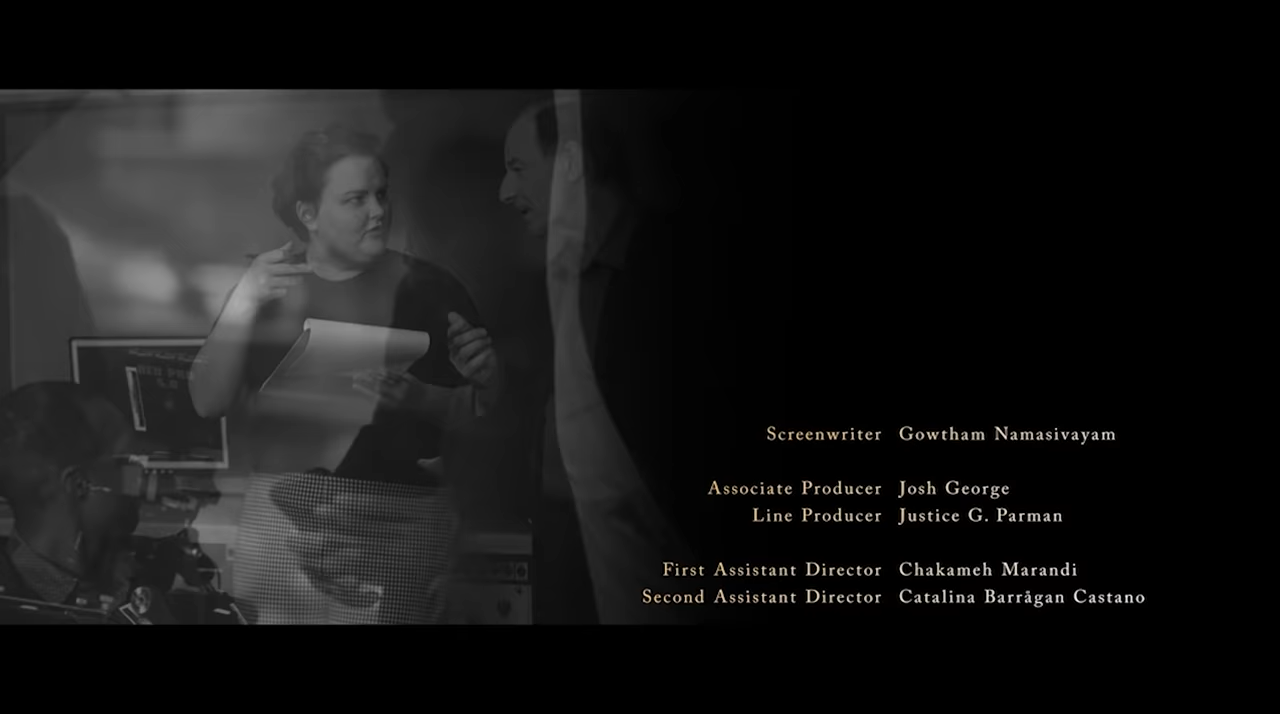 Screenwriter Gowtham Namasivayam
Associate Producer Josh George
Line Producer Justice G. Parman
First Assistant Director Chakameh Marandi
Second Assistant Director Catalina Barrågan Castano